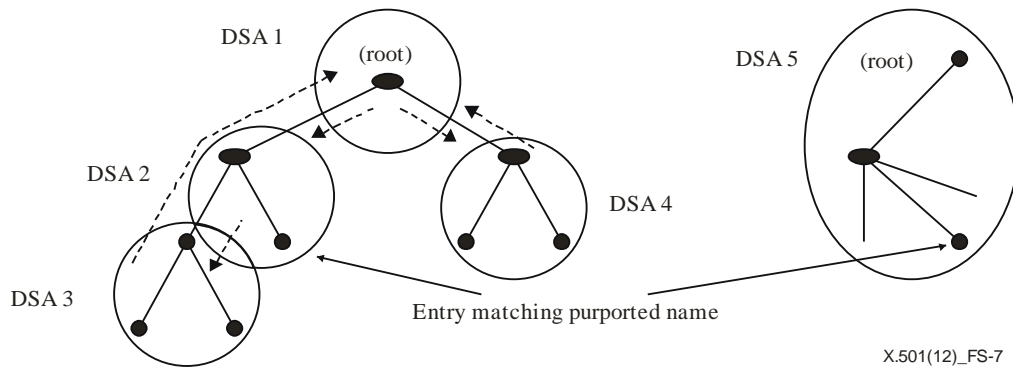 DSA 1
(root)
DSA 5
(root)
DSA 2
DSA 4
DSA 3
Entry matching purported name
X.501(12)_FS-7